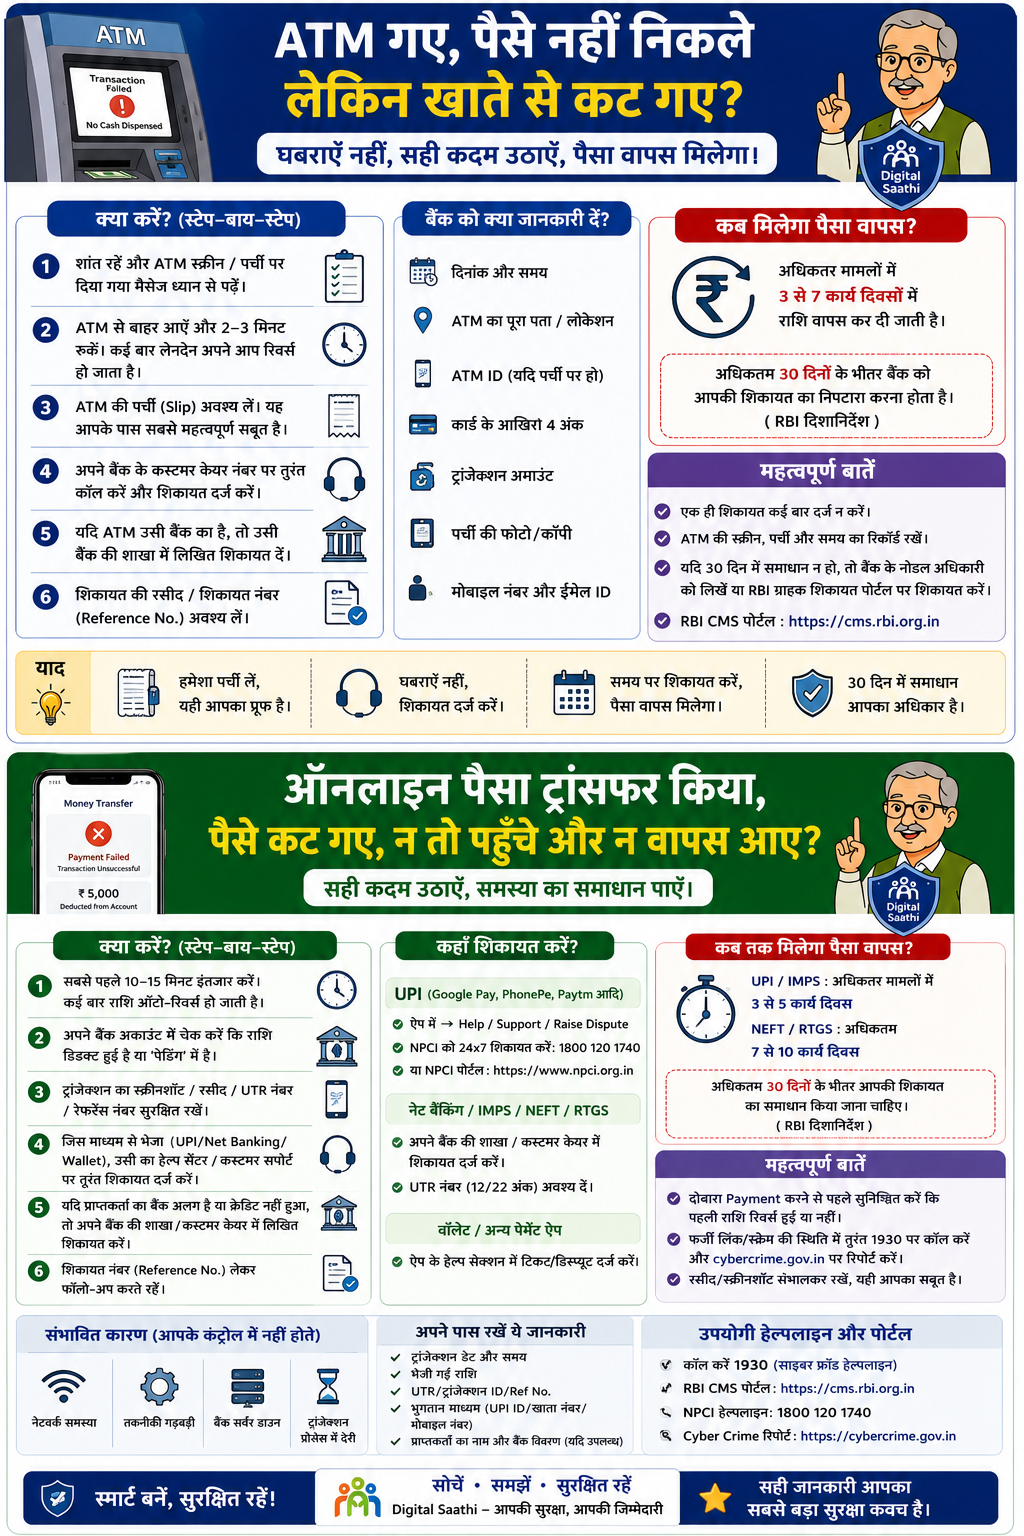 ATM
Transaction
Failed
No Cash Dispensed
ATM गए, पैसे नहीं निकले
लेकिन खाते से कट गए?
घबराएँ नहीं, सही कदम उठाएँ, पैसा वापस मिलेगा!
Digital
Saathi
क्या करें? (स्टेप–बाय–स्टेप)
1 शांत रहें और ATM स्क्रीन / पर्ची पर
दिया गया मैसेज ध्यान से पढ़ें।
2 ATM से बाहर आएँ और 2–3 मिनट
रुकें। कई बार लेनदेन अपने आप रिवर्स
हो जाता है।
3 ATM की पर्ची (Slip) अवश्य लें। यह
आपके पास सबसे महत्वपूर्ण सबूत है।
4 अपने बैंक के कस्टमर केयर नंबर पर तुरंत
कॉल करें और शिकायत दर्ज करें।
5 यदि ATM उसी बैंक का है, तो उसी
बैंक की शाखा में लिखित शिकायत दें।
6 शिकायत की रसीद / शिकायत नंबर
(Reference No.) अवश्य लें।
बैंक को क्या जानकारी दें?
दिनांक और समय
ATM का पूरा पता / लोकेशन
ATM ID (यदि पर्ची पर हो)
कार्ड के आखिरी 4 अंक
ट्रांजेक्शन अमाउंट
पर्ची की फोटो/कॉपी
मोबाइल नंबर और ईमेल ID
कब मिलेगा पैसा वापस?
अधिकतर मामलों में
3 से 7 कार्य दिवसों में
राशि वापस कर दी जाती है।
अधिकतम 30 दिनों के भीतर बैंक को
आपकी शिकायत का निपटारा करना होता है।
( RBI दिशानिर्देश )
महत्वपूर्ण बातें
एक ही शिकायत कई बार दर्ज न करें।
ATM की स्क्रीन, पर्ची और समय का रिकॉर्ड रखें।
यदि 30 दिन में समाधान न हो, तो बैंक के नोडल अधिकारी
को लिखें या RBI ग्राहक शिकायत पोर्टल पर शिकायत करें।
RBI CMS पोर्टल : https://cms.rbi.org.in
याद
हमेशा पर्ची लें,
यही आपका प्रूफ है।
घबराएँ नहीं,
शिकायत दर्ज करें।
समय पर शिकायत करें,
पैसा वापस मिलेगा।
30 दिन में समाधान
आपका अधिकार है।
Money Transfer
Payment Failed
Transaction Unsuccessful
₹ 5,000
Deducted from Account
ऑनलाइन पैसा ट्रांसफर किया,
पैसे कट गए, न तो पहुँचे और न वापस आए?
सही कदम उठाएँ, समस्या का समाधान पाएँ।
Digital
Saathi
क्या करें? (स्टेप–बाय–स्टेप)
1 सबसे पहले 10–15 मिनट इंतजार करें।
कई बार राशि ऑटो–रिवर्स हो जाती है।
2 अपने बैंक अकाउंट में चेक करें कि राशि
डिडक्ट हुई है या 'पेंडिंग' में है।
3 ट्रांजेक्शन का स्क्रीनशॉट / रसीद / UTR नंबर
/ रेफरेंस नंबर सुरक्षित रखें।
4 जिस माध्यम से भेजा (UPI/Net Banking/
Wallet), उसी का हेल्प सेंटर / कस्टमर सपोर्ट
पर तुरंत शिकायत दर्ज करें।
5 यदि प्राप्तकर्ता का बैंक अलग है या क्रेडिट नहीं हुआ,
तो अपने बैंक की शाखा/कस्टमर केयर में लिखित
शिकायत करें।
6 शिकायत नंबर (Reference No.) लेकर
फॉलो–अप करते रहें।
कहाँ शिकायत करें?
UPI (Google Pay, PhonePe, Paytm आदि)
ऐप में → Help / Support / Raise Dispute
NPCI को 24x7 शिकायत करें: 1800 120 1740
या NPCI पोर्टल: https://www.npci.org.in
नेट बैंकिंग / IMPS / NEFT / RTGS
अपने बैंक की शाखा / कस्टमर केयर में
शिकायत दर्ज करें।
UTR नंबर (12/22 अंक) अवश्य दें।
वॉलेट / अन्य पेमेंट ऐप
ऐप के हेल्प सेक्शन में टिकट/डिस्प्यूट दर्ज करें।
कब तक मिलेगा पैसा वापस?
UPI / IMPS : अधिकतर मामलों में
3 से 5 कार्य दिवस
NEFT / RTGS : अधिकतम
7 से 10 कार्य दिवस
अधिकतम 30 दिनों के भीतर आपकी शिकायत
का समाधान किया जाना चाहिए।
( RBI दिशानिर्देश )
महत्वपूर्ण बातें
दोबारा Payment करने से पहले सुनिश्चित करें कि
पहली राशि रिवर्स हुई या नहीं।
फर्जी लिंक/स्क्रेम की स्थिति में तुरंत 1930 पर कॉल करें
और cybercrime.gov.in पर रिपोर्ट करें।
रसीद/स्क्रीनशॉट संभालकर रखें, यही आपका सबूत है।
संभावित कारण (आपके कंट्रोल में नहीं होते)
नेटवर्क समस्या
तकनीकी गड़बड़ी
बैंक सर्वर डाउन
ट्रांजेक्शन
प्रोसेस में देरी
अपने पास रखें ये जानकारी
ट्रांजेक्शन डेट और समय
भेजी गई राशि
UTR/ट्रांजेक्शन ID/Ref No.
भुगतान माध्यम (UPI ID/खाता नंबर/
मोबाइल नंबर)
प्राप्तकर्ता का नाम और बैंक विवरण (यदि उपलब्ध)
उपयोगी हेल्पलाइन और पोर्टल
कॉल करें 1930 (साइबर फ्रॉड हेल्पलाइन)
RBI CMS पोर्टल: https://cms.rbi.org.in
NPCI हेल्पलाइन: 1800 120 1740
Cyber Crime रिपोर्ट: https://cybercrime.gov.in
स्मार्ट बनें, सुरक्षित रहें!
सोचें • समझें • सुरक्षित रहें
Digital Saathi – आपकी सुरक्षा, आपकी जिम्मेदारी
सही जानकारी आपका
सबसे बड़ा सुरक्षा कवच है।